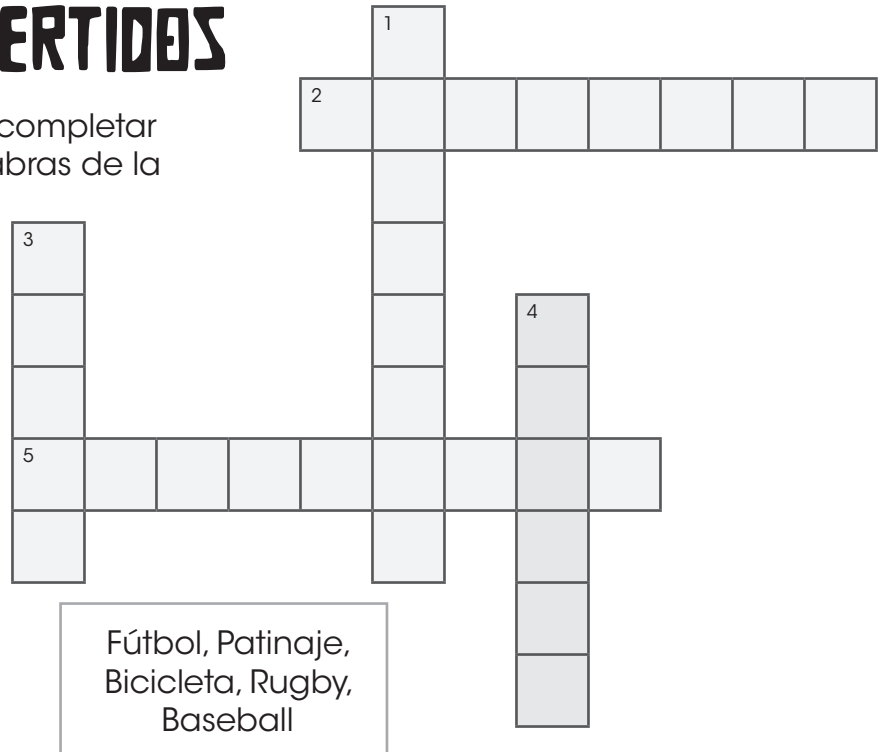 ERTIDOS
completar
abras de la
1
2
3
4
5
Fútbol, Patinaje,
Bicicleta, Rugby,
Baseball